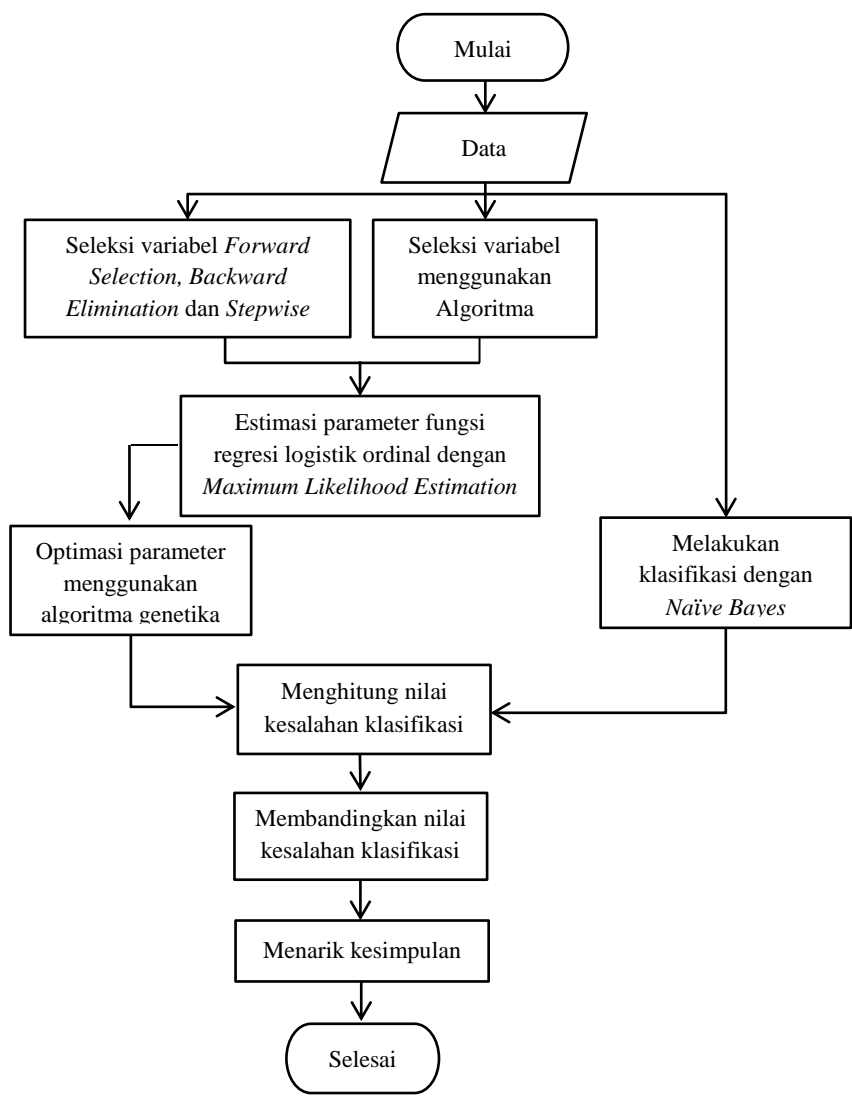 Mulai
Data
Seleksi variabel Forward
Selection, Backward
Elimination dan Stepwise
Seleksi variabel
menggunakan
Algoritma
Estimasi parameter fungsi
regresi logistik ordinal dengan
Maximum Likelihood Estimation
Optimasi parameter
menggunakan
algoritma genetika
Melakukan
klasifikasi dengan
Naïve Bayes
Menghitung nilai
kesalahan klasifikasi
Membandingkan nilai
kesalahan klasifikasi
Menarik kesimpulan
Selesai